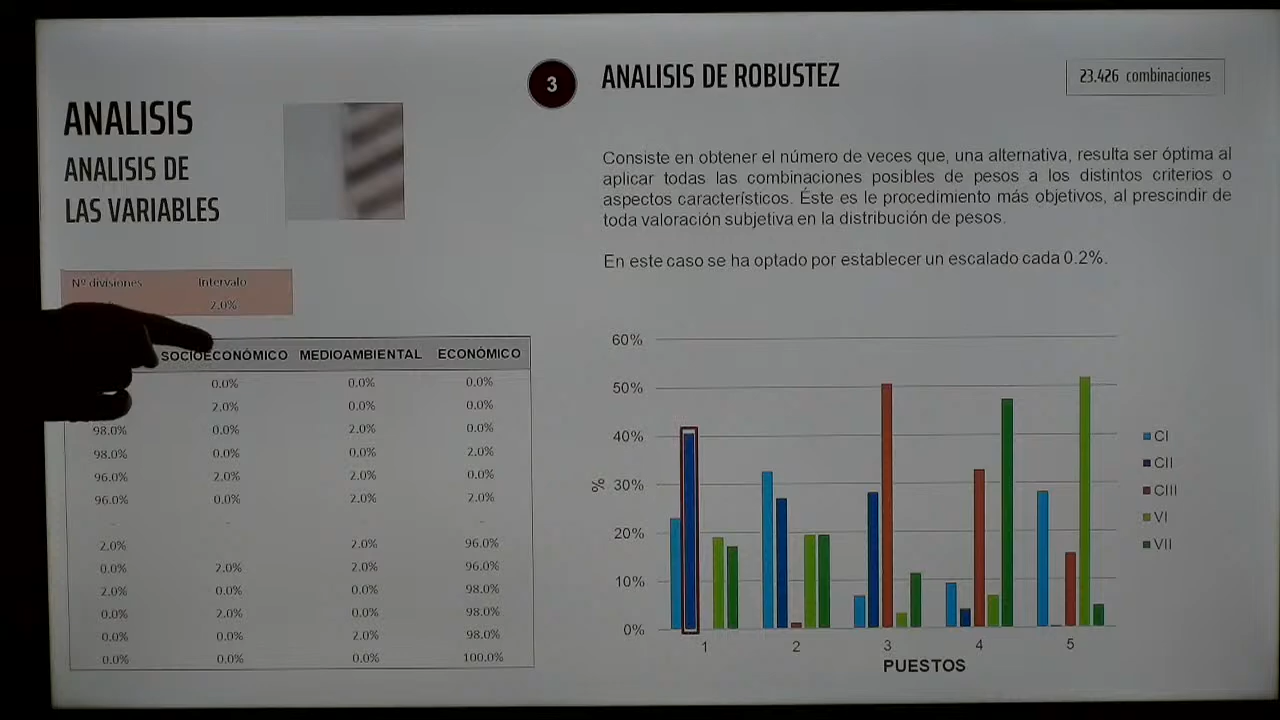 ANALISIS
ANALISIS DE
LAS VARIABLES
Nº divisiones Intervalo
2.0%
SOCIOECONÓMICO MEDIOAMBIENTAL ECONÓMICO
0.0% 0.0% 0.0%
2.0% 0.0% 0.0%
98.0% 0.0% 2.0% 0.0%
98.0% 0.0% 0.0% 2.0%
96.0% 2.0% 2.0% 0.0%
96.0% 0.0% 2.0% 2.0%
2.0% 2.0% 96.0%
0.0% 2.0% 2.0% 96.0%
2.0% 0.0% 0.0% 98.0%
0.0% 2.0% 0.0% 98.0%
0.0% 0.0% 2.0% 98.0%
0.0% 0.0% 0.0% 100.0%
3 ANALISIS DE ROBUSTEZ
23.426 combinaciones
Consiste en obtener el número de veces que, una alternativa, resulta ser óptima al
aplicar todas las combinaciones posibles de pesos a los distintos criterios o
aspectos característicos. Éste es le procedimiento más objetivos, al prescindir de
toda valoración subjetiva en la distribución de pesos.
En este caso se ha optado por establecer un escalado cada 0.2%.
60%
50%
40%
30%
20%
10%
0%
%
1 2 3 4 5
PUESTOS
CI
CII
CIII
VI
VII